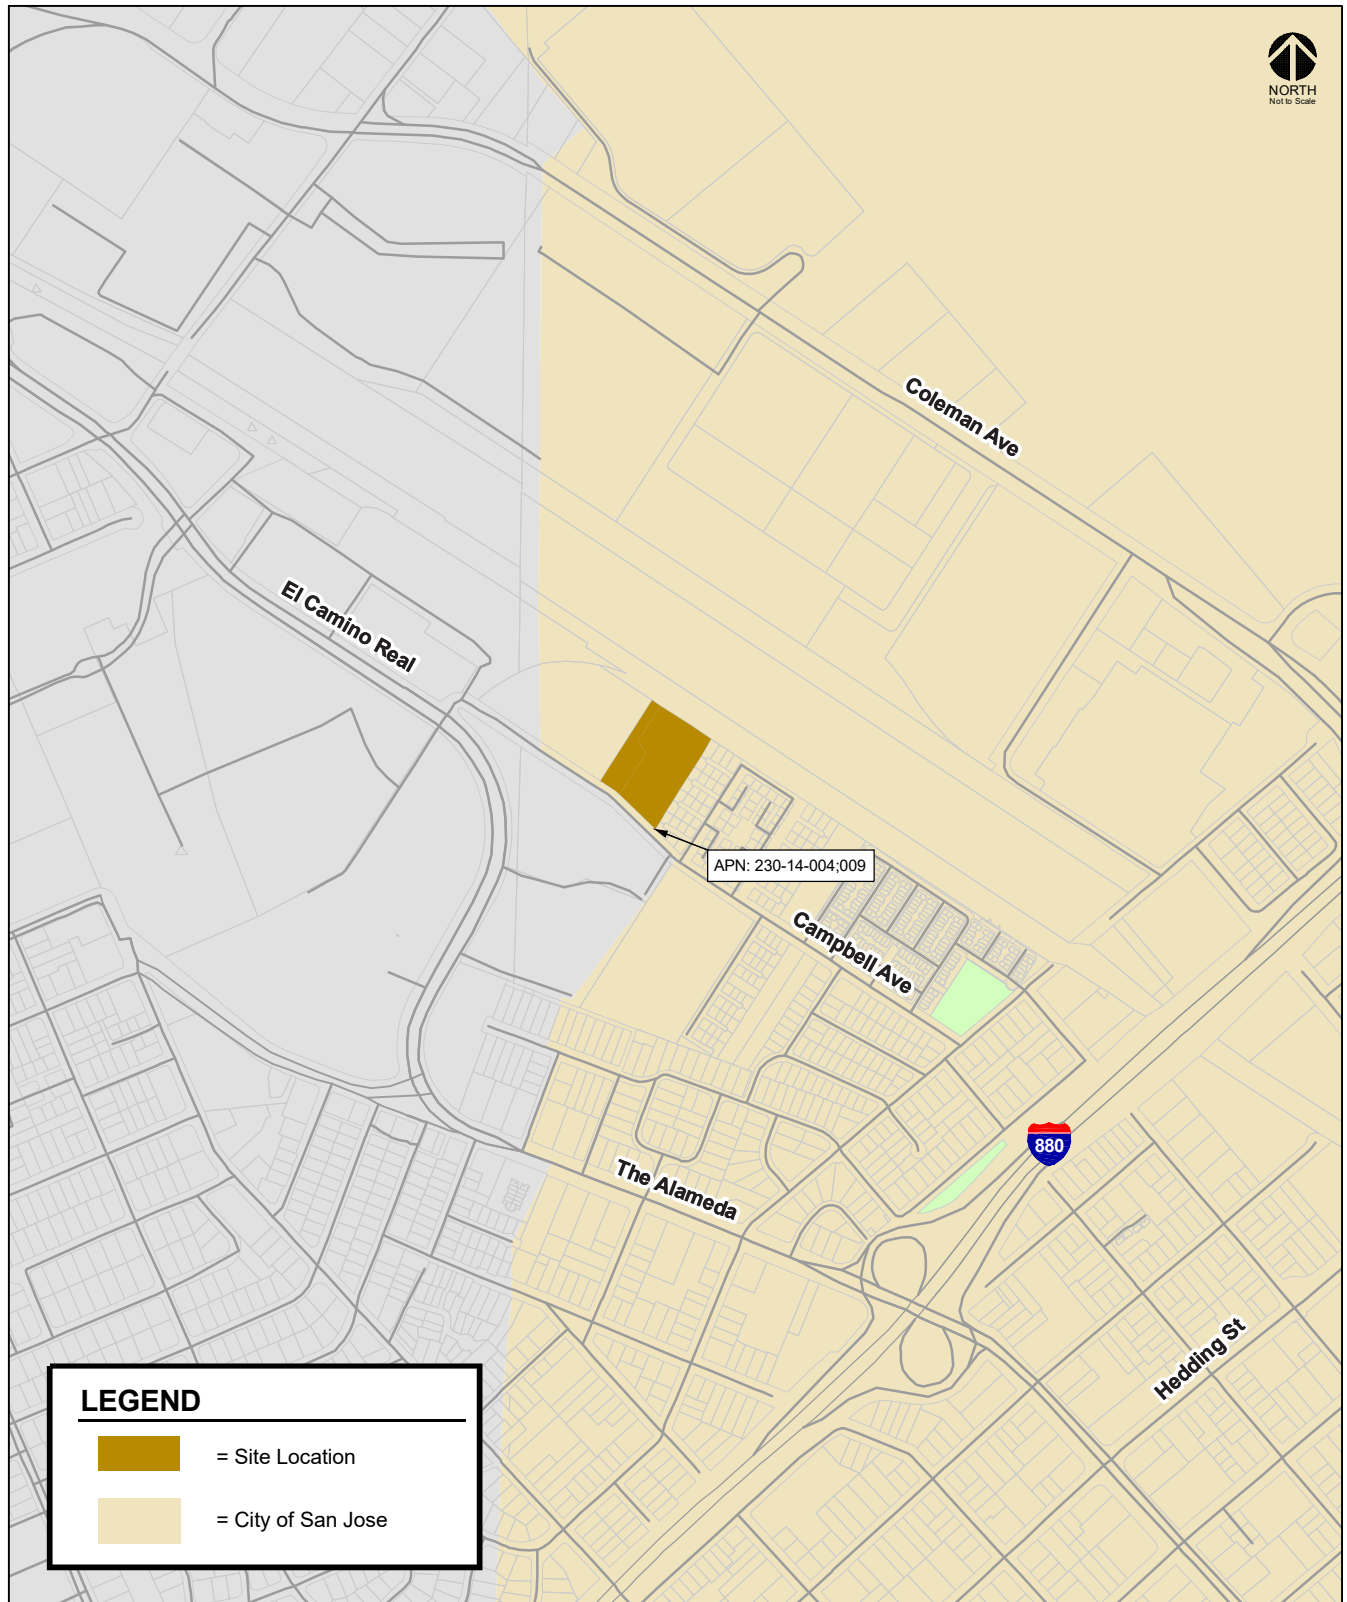 NORTH
Not to Scale
Coleman Ave
El Camino Real
APN: 230-14-004;009
Campbell Ave
880
The Alameda
Hedding St
LEGEND
= Site Location
= City of San Jose